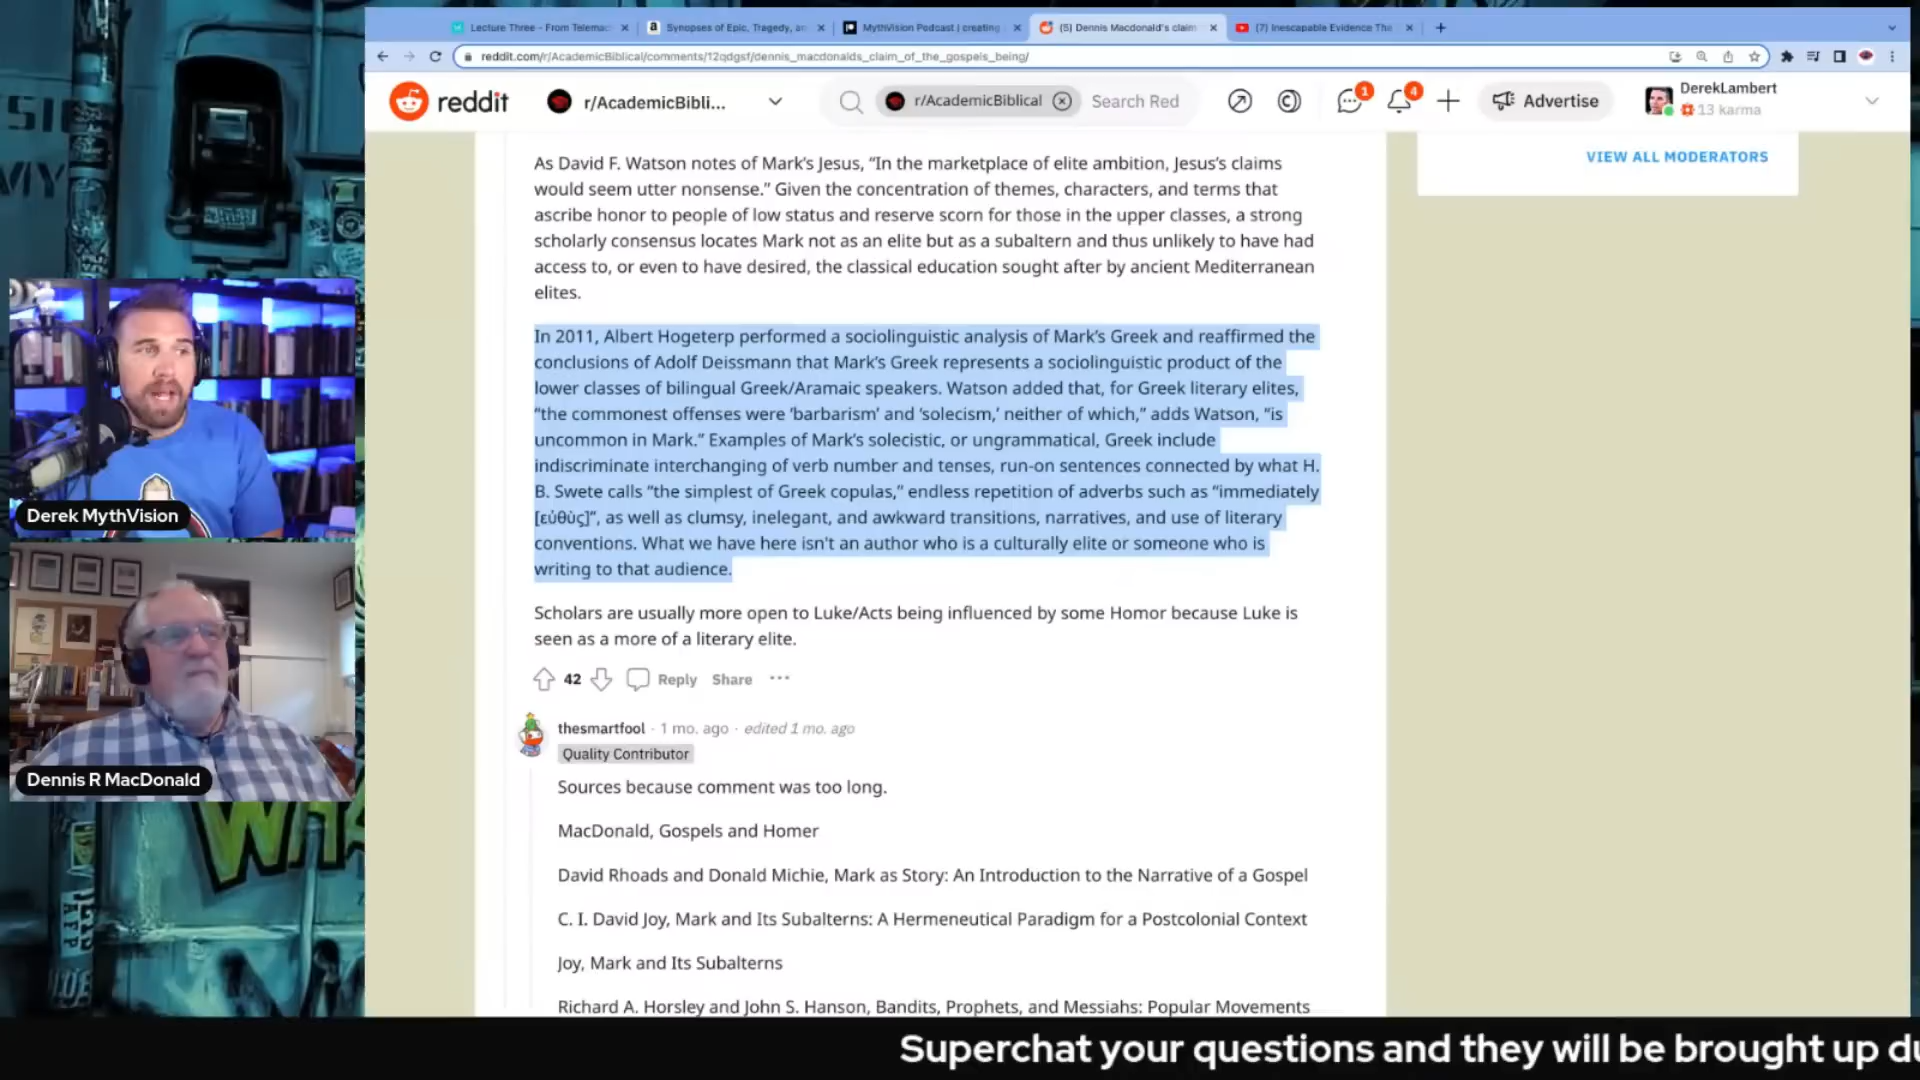 Lecture Three - From Telemac
Synopses of Epic, Tragedy, an
MythVision Podcast | creating
(5) Dennis Macdonald's claim
(7) Inescapable Evidence The
reddit.com/r/AcademicBiblical/comments/12qdgsf/dennis_macdonalds_claim_of_the_gospels_being/
reddit
r/AcademicBibli...
r/AcademicBiblical
Search Red
1
4
Advertise
DerekLambert
13 karma
VIEW ALL MODERATORS
As David F. Watson notes of Mark's Jesus, “In the marketplace of elite ambition, Jesus's claims
would seem utter nonsense.” Given the concentration of themes, characters, and terms that
ascribe honor to people of low status and reserve scorn for those in the upper classes, a strong
scholarly consensus locates Mark not as an elite but as a subaltern and thus unlikely to have had
access to, or even to have desired, the classical education sought after by ancient Mediterranean
elites.
In 2011, Albert Hogeterp performed a sociolinguistic analysis of Mark's Greek and reaffirmed the
conclusions of Adolf Deissmann that Mark's Greek represents a sociolinguistic product of the
lower classes of bilingual Greek/Aramaic speakers. Watson added that, for Greek literary elites,
“the commonest offenses were ‘barbarism’ and ‘solecism,’ neither of which,” adds Watson, “is
uncommon in Mark.” Examples of Mark's solecistic, or ungrammatical, Greek include
indiscriminate interchanging of verb number and tenses, run-on sentences connected by what H.
B. Swete calls “the simplest of Greek copulas,” endless repetition of adverbs such as “immediately
[εὐθὺς]”, as well as clumsy, inelegant, and awkward transitions, narratives, and use of literary
conventions. What we have here isn't an author who is a culturally elite or someone who is
writing to that audience.
Scholars are usually more open to Luke/Acts being influenced by some Homor because Luke is
seen as a more of a literary elite.
42 Reply Share ...
thesmartfool · 1 mo. ago · edited 1 mo. ago
Quality Contributor
Sources because comment was too long.
MacDonald, Gospels and Homer
David Rhoads and Donald Michie, Mark as Story: An Introduction to the Narrative of a Gospel
C. I. David Joy, Mark and Its Subalterns: A Hermeneutical Paradigm for a Postcolonial Context
Joy, Mark and Its Subalterns
Richard A. Horsley and John S. Hanson, Bandits, Prophets, and Messiahs: Popular Movements
Derek MythVision
Dennis R MacDonald
Superchat your questions and they will be brought up du